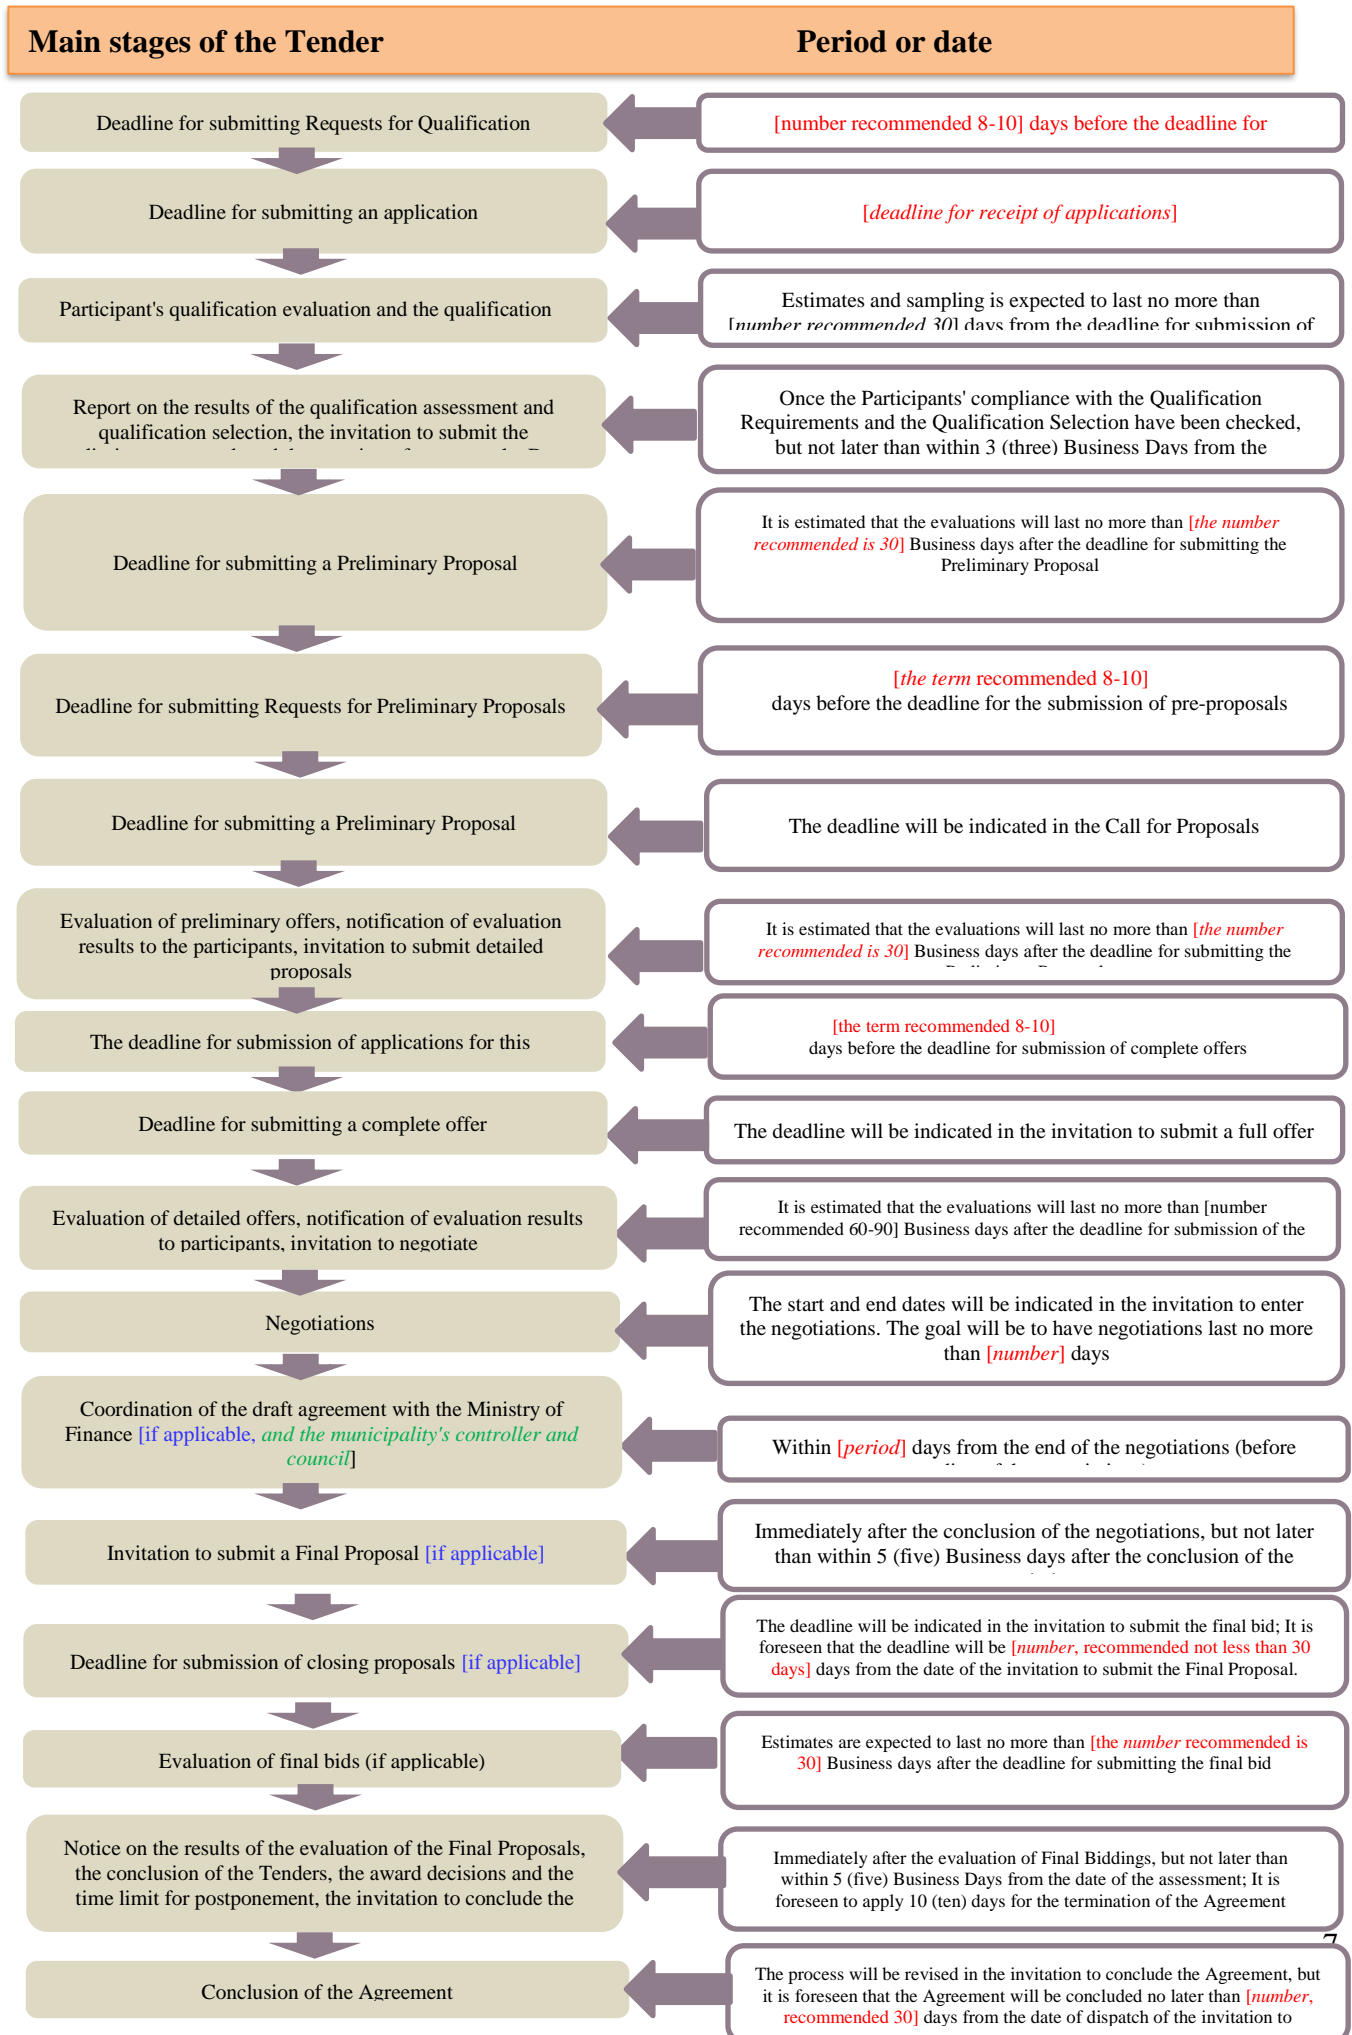 Main stages of the Tender
Period or date
Deadline for submitting Requests for Qualification
[number recommended 8-10] days before the deadline for
Deadline for submitting an application
[deadline for receipt of applications]
Participant's qualification evaluation and the qualification
Estimates and sampling is expected to last no more than
[number recommended 30] days from the deadline for submission of
Report on the results of the qualification assessment and
qualification selection, the invitation to submit the
Once the Participants' compliance with the Qualification
Requirements and the Qualification Selection have been checked,
but not later than within 3 (three) Business Days from the
Deadline for submitting a Preliminary Proposal
It is estimated that the evaluations will last no more than [the number
recommended is 30] Business days after the deadline for submitting the
Preliminary Proposal
Deadline for submitting Requests for Preliminary Proposals
[the term recommended 8-10]
days before the deadline for the submission of pre-proposals
Deadline for submitting a Preliminary Proposal
The deadline will be indicated in the Call for Proposals
Evaluation of preliminary offers, notification of evaluation
results to the participants, invitation to submit detailed
proposals
It is estimated that the evaluations will last no more than [the number
recommended is 30] Business days after the deadline for submitting the
The deadline for submission of applications for this
[the term recommended 8-10]
days before the deadline for submission of complete offers
Deadline for submitting a complete offer
The deadline will be indicated in the invitation to submit a full offer
Evaluation of detailed offers, notification of evaluation results
to participants, invitation to negotiate
It is estimated that the evaluations will last no more than [number
recommended 60-90] Business days after the deadline for submission of the
Negotiations
The start and end dates will be indicated in the invitation to enter
the negotiations. The goal will be to have negotiations last no more
than [number] days
Coordination of the draft agreement with the Ministry of
Finance [if applicable, and the municipality's controller and
council]
Within [period] days from the end of the negotiations (before
Invitation to submit a Final Proposal [if applicable]
Immediately after the conclusion of the negotiations, but not later
than within 5 (five) Business days after the conclusion of the
Deadline for submission of closing proposals [if applicable]
The deadline will be indicated in the invitation to submit the final bid; It is
foreseen that the deadline will be [number, recommended not less than 30
days] days from the date of the invitation to submit the Final Proposal.
Evaluation of final bids (if applicable)
Estimates are expected to last no more than [the number recommended is
30] Business days after the deadline for submitting the final bid
Notice on the results of the evaluation of the Final Proposals,
the conclusion of the Tenders, the award decisions and the
time limit for postponement, the invitation to conclude the
Immediately after the evaluation of Final Biddings, but not later than
within 5 (five) Business Days from the date of the assessment; It is
foreseen to apply 10 (ten) days for the termination of the Agreement
7
Conclusion of the Agreement
The process will be revised in the invitation to conclude the Agreement, but
it is foreseen that the Agreement will be concluded no later than [number,
recommended 30] days from the date of dispatch of the invitation to